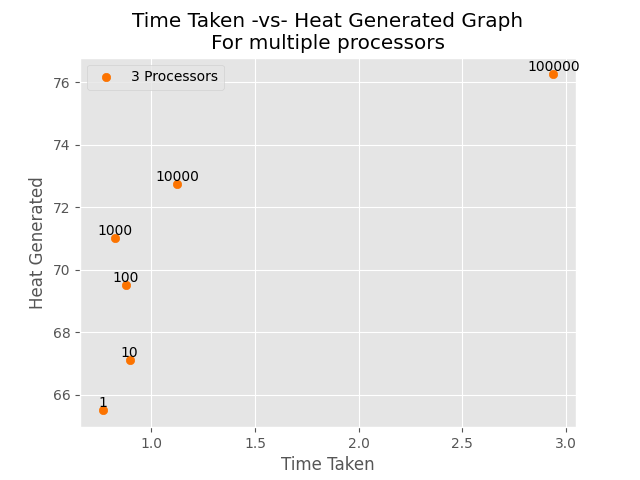 Time Taken -vs- Heat Generated Graph
For multiple processors
3 Processors
100000
10000
1000
100
10
1
76
74
72
70
68
66
Heat Generated
1.0 1.5 2.0 2.5 3.0
Time Taken